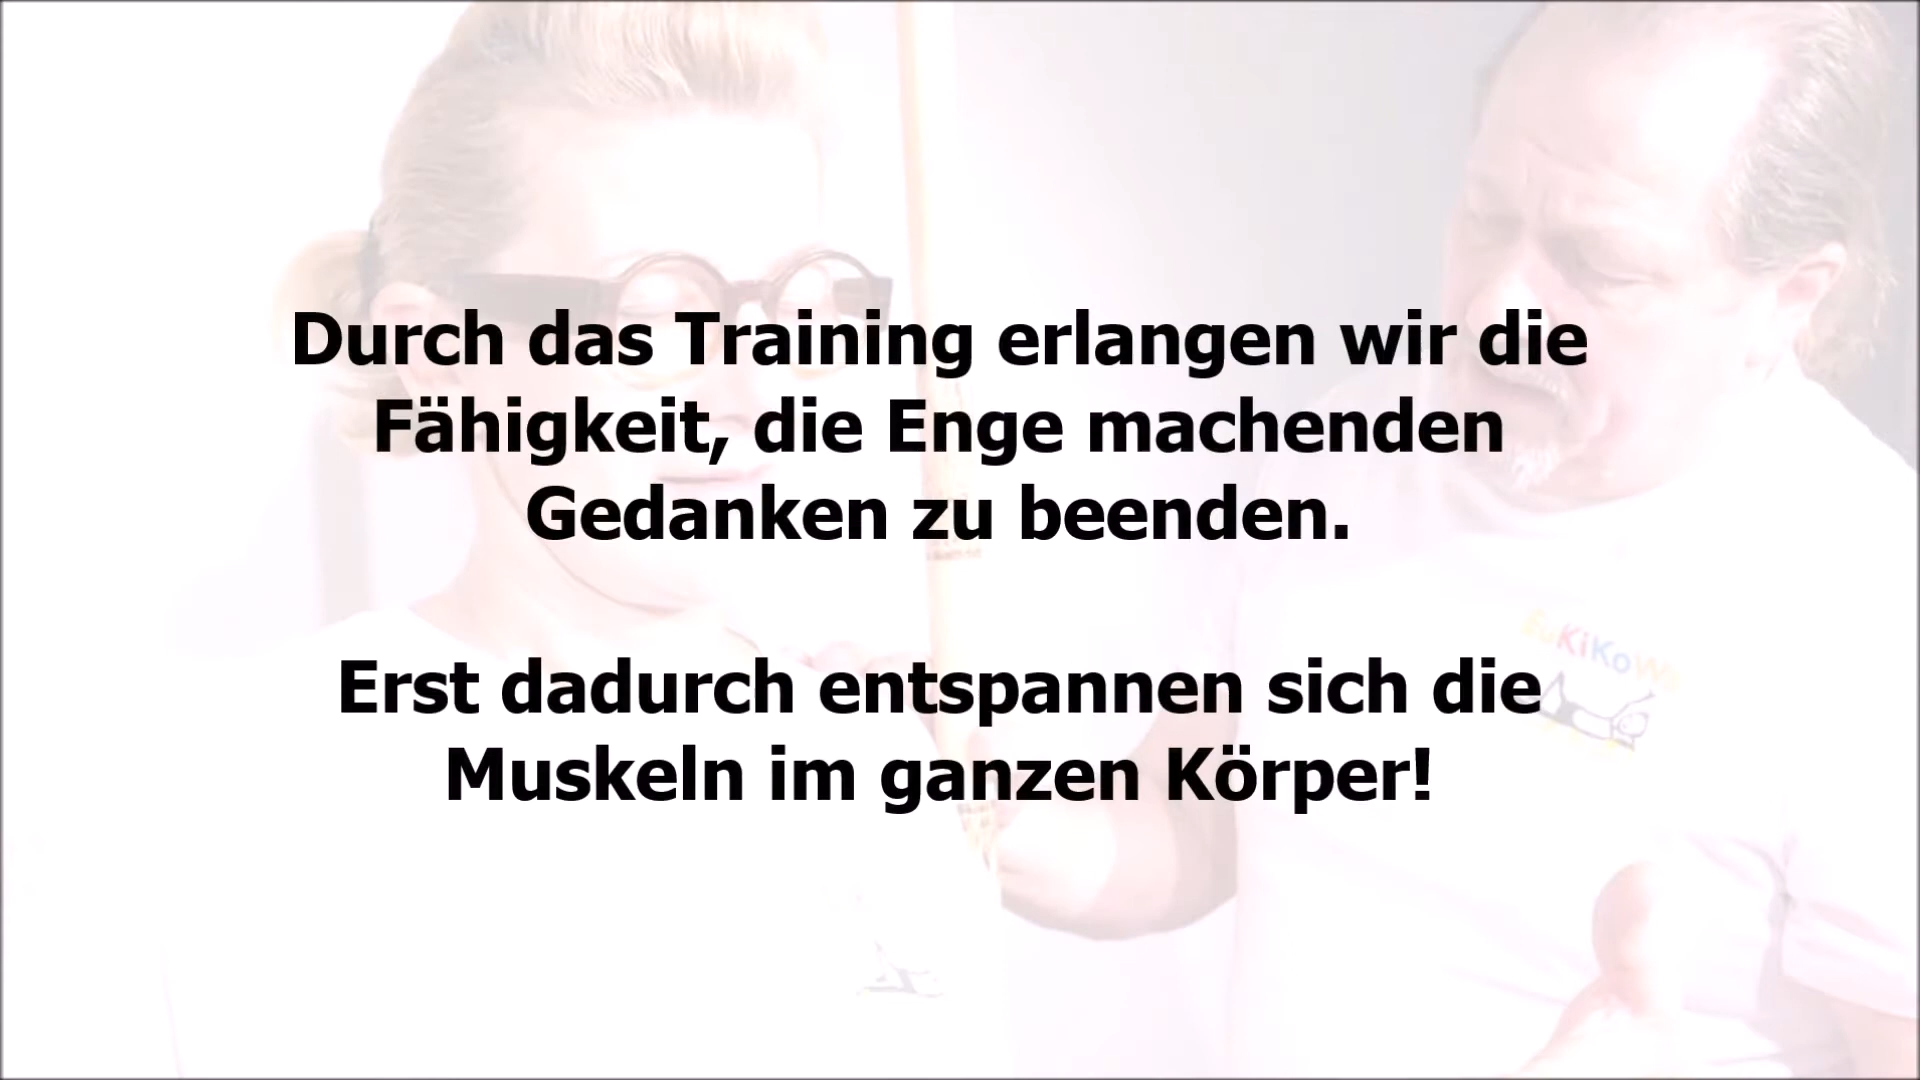 Durch das Training erlangen wir die
Fähigkeit, die Enge machenden
Gedanken zu beenden.
Erst dadurch entspannen sich die
Muskeln im ganzen Körper!